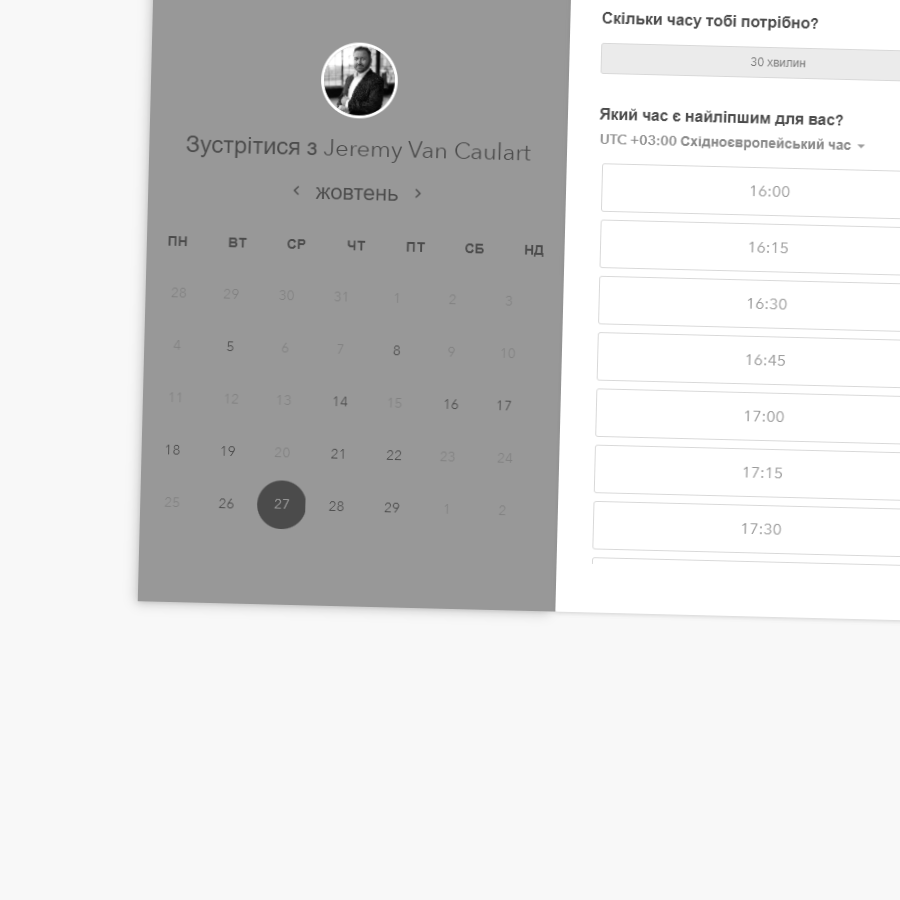 Зустрітися з Jeremy Van Caulart
жовтень
ПН ВТ СР ЧТ ПТ СБ НД
28 29 30 31 1 2 3
4 5 6 7 8 9 10
11 12 13 14 15 16 17
18 19 20 21 22 23 24
25 26 27 28 29 1 2
Скільки часу тобі потрібно?
30 хвилин
Який час є найліпшим для вас?
UTC +03:00 Східноєвропейський час
16:00
16:15
16:30
16:45
17:00
17:15
17:30